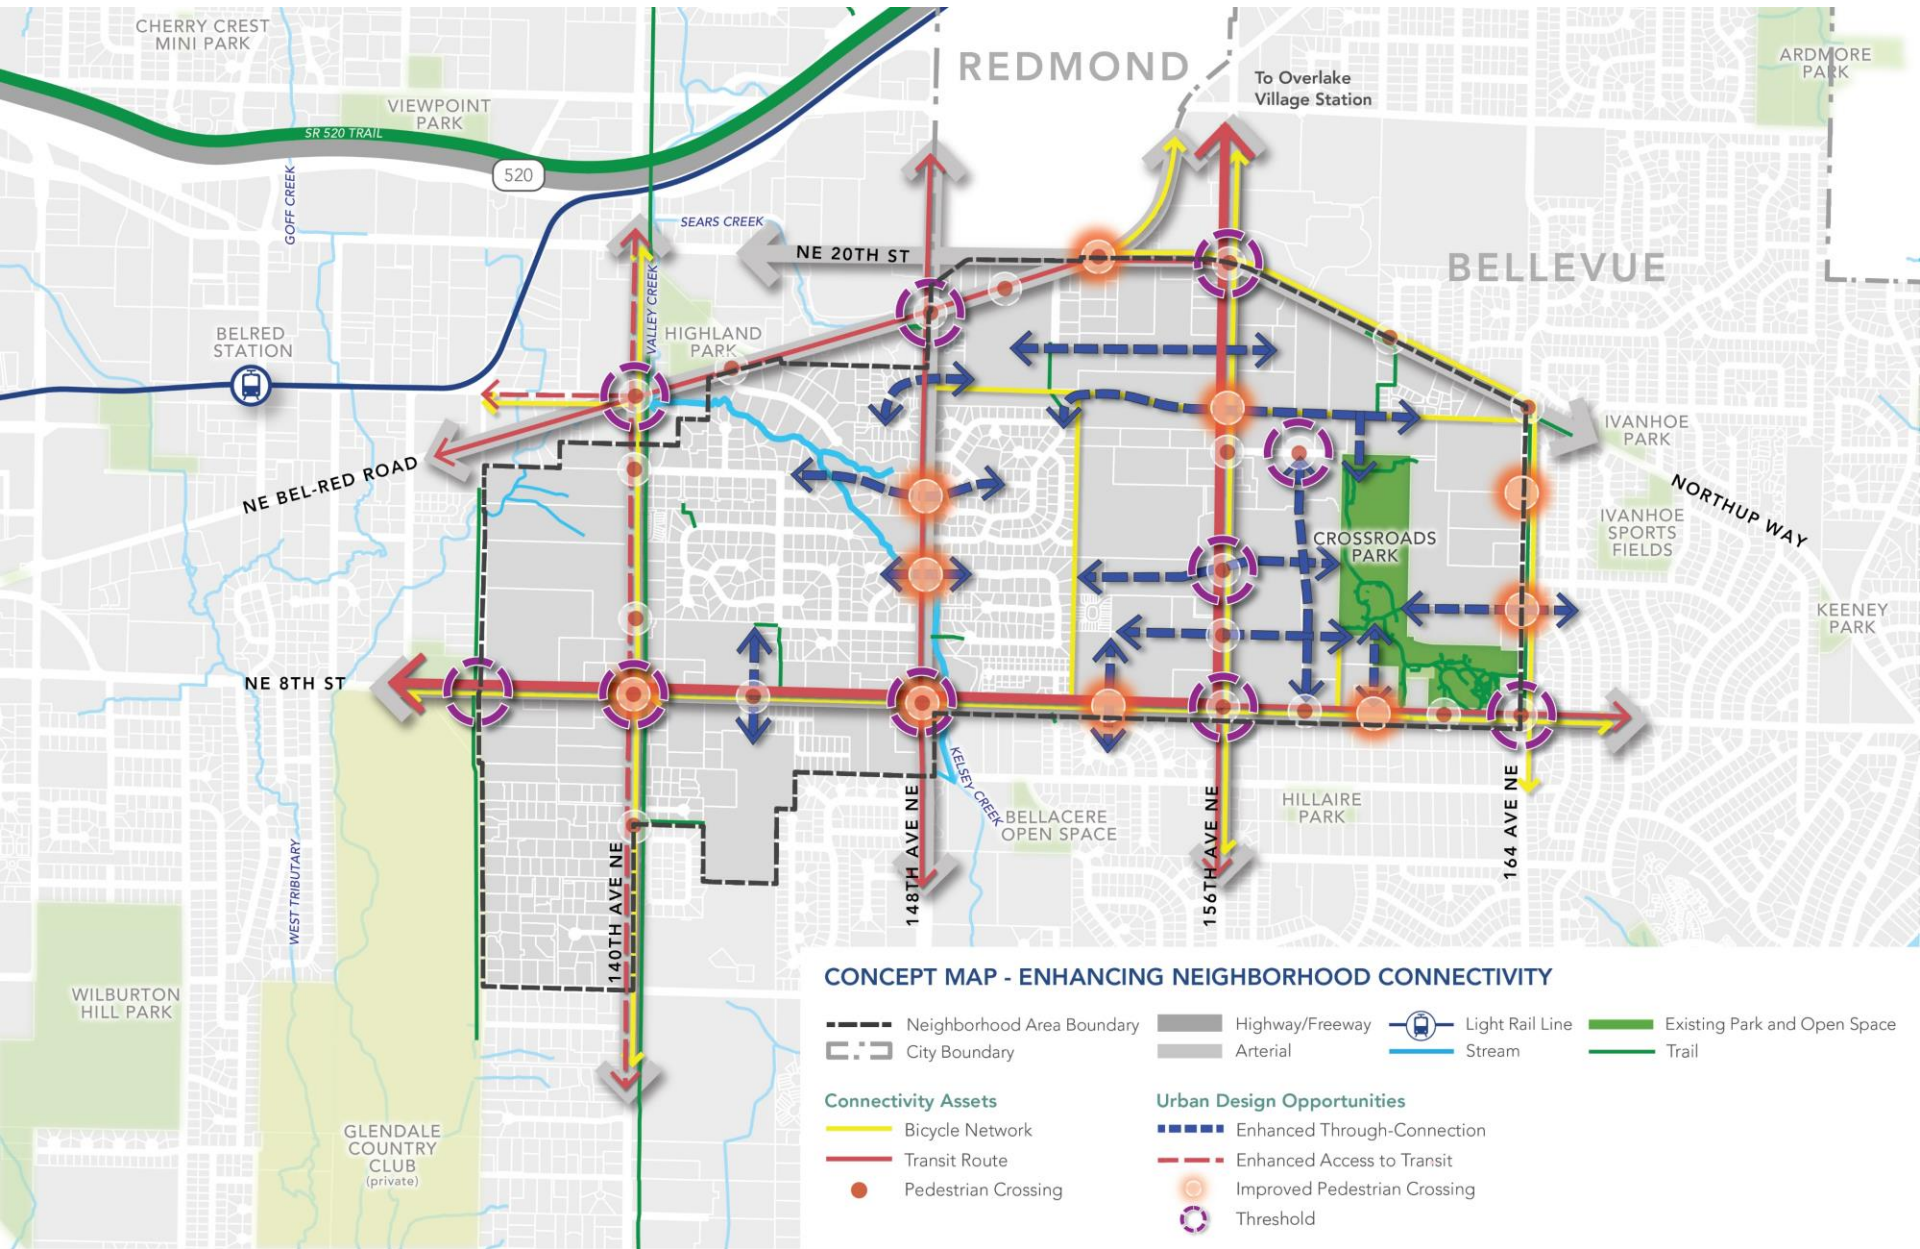 CHERRY CREST
MINI PARK
VIEWPOINT
PARK
SR 520 TRAIL
520
GOFF CREEK
SEARS CREEK
REDMOND
To Overlake
Village Station
ARDMORE
PARK
BELLEVUE
NE 20TH ST
VALLEY CREEK
HIGHLAND
PARK
BELRED
STATION
NE BEL-RED ROAD
IVANHOE
PARK
NORTHUP WAY
IVANHOE
SPORTS
FIELDS
CROSSROADS
PARK
KEENEY
PARK
NE 8TH ST
KELSEY CREEK
BELLACERE
OPEN SPACE
HILLAIRE
PARK
140TH AVE NE
148TH AVE NE
156TH AVE NE
164 AVE NE
WEST TRIBUTARY
WILBURTON
HILL PARK
GLENDALE
COUNTRY
CLUB
(private)
CONCEPT MAP - ENHANCING NEIGHBORHOOD CONNECTIVITY
Neighborhood Area Boundary
City Boundary
Highway/Freeway
Arterial
Light Rail Line
Stream
Existing Park and Open Space
Trail
Connectivity Assets
Bicycle Network
Transit Route
Pedestrian Crossing
Urban Design Opportunities
Enhanced Through-Connection
Enhanced Access to Transit
Improved Pedestrian Crossing
Threshold